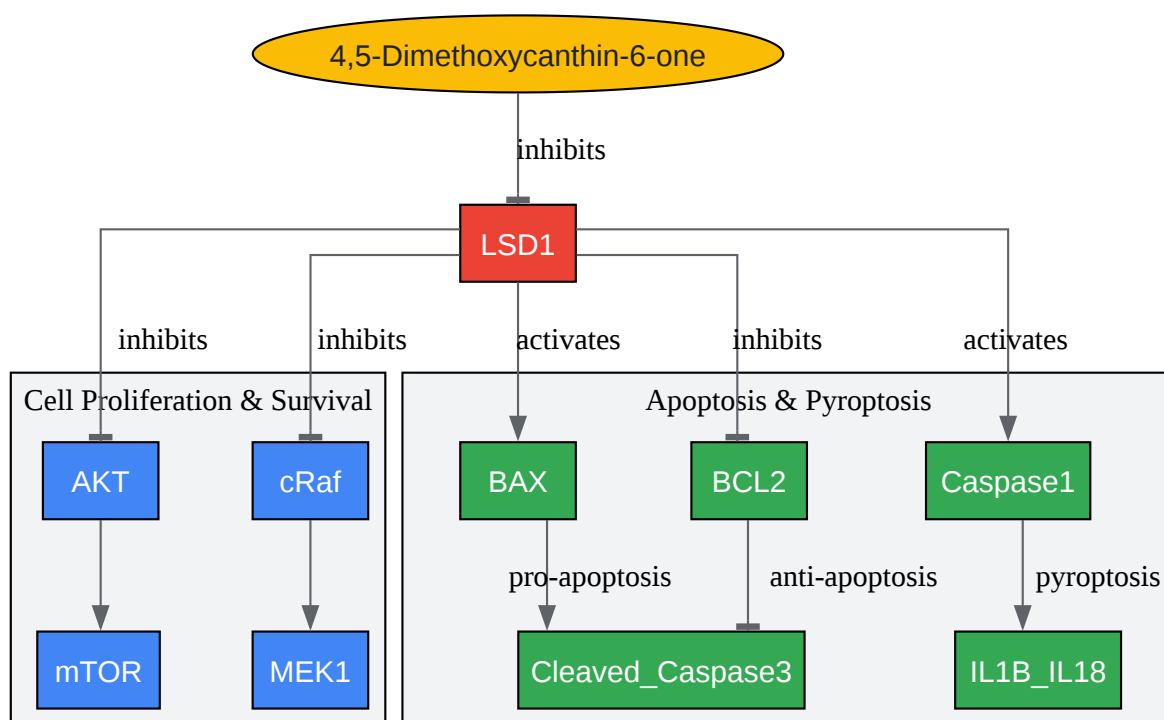 4,5-Dimethoxycanthin-6-one
inhibits
LSD1
inhibits
inhibits
activates
inhibits
activates
Cell Proliferation & Survival
Apoptosis & Pyroptosis
AKT
cRaf
BAX
BCL2
Caspase1
pro-apoptosis
anti-apoptosis
pyroptosis
mTOR
MEK1
Cleaved_Caspase3
IL1B_IL18